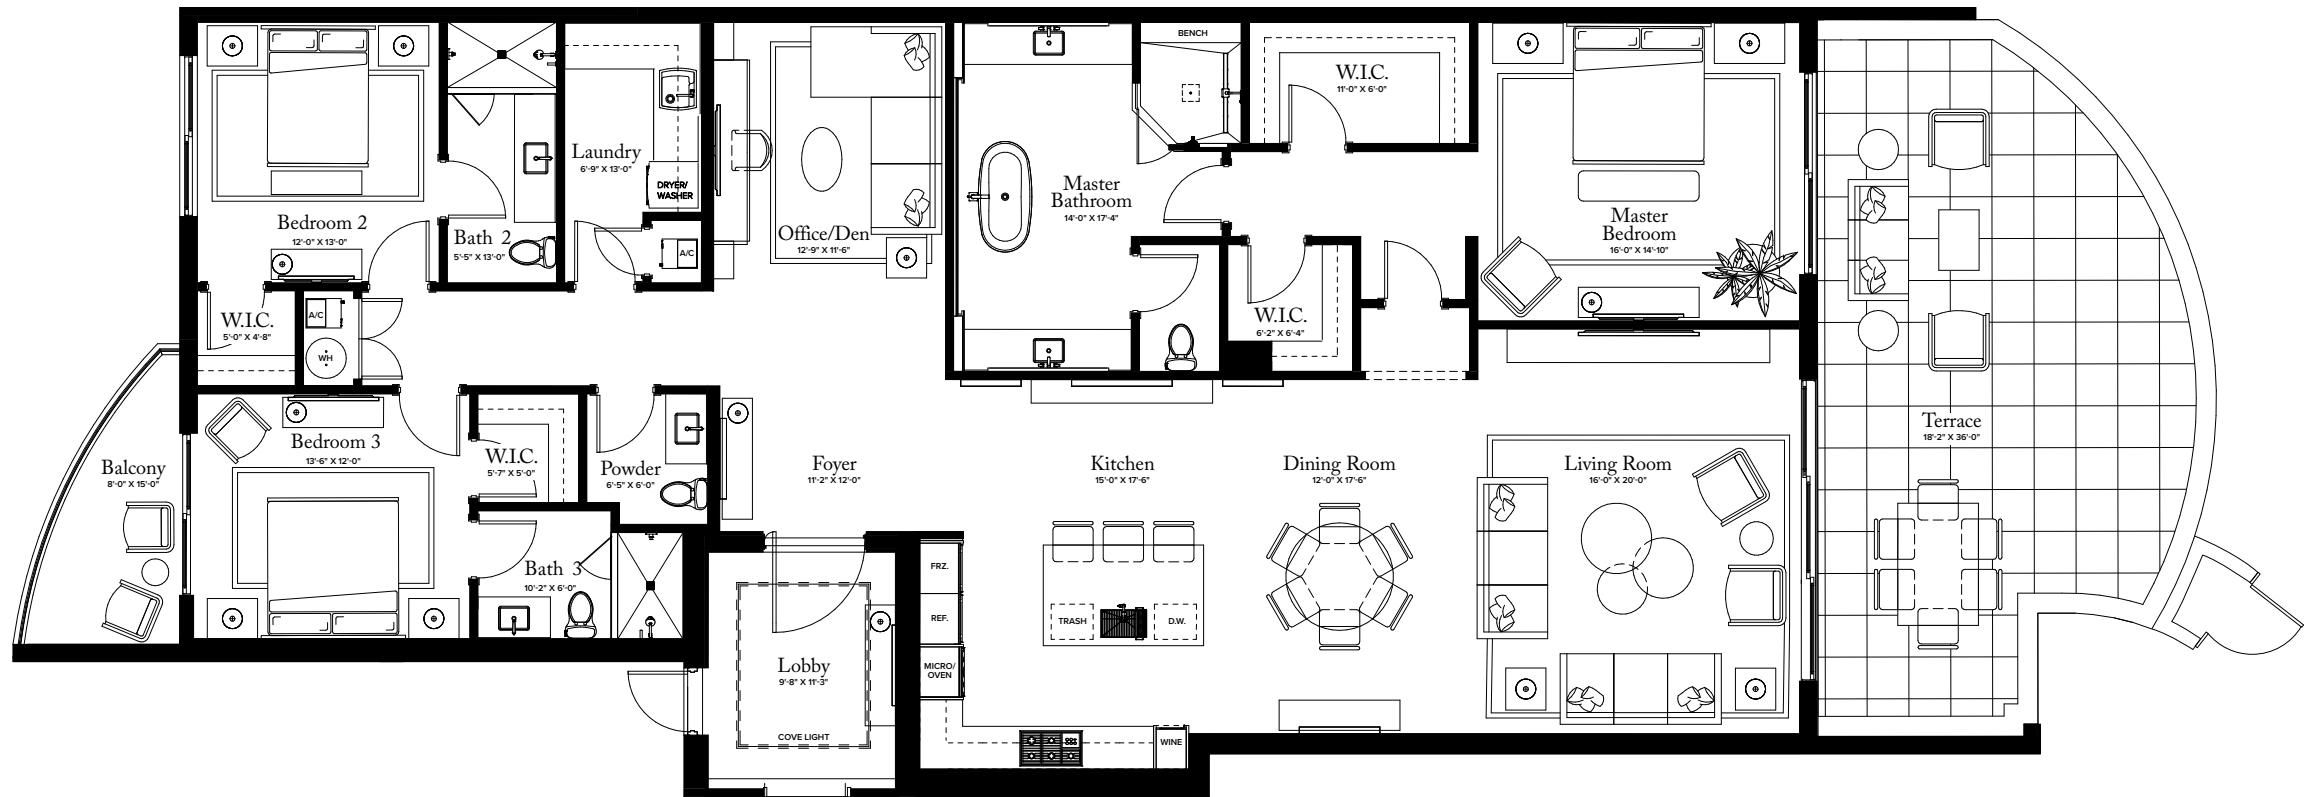 BENCH
W.I.C.
11'-0" X 6'-0"
Laundry
6'-9" X 13'-0"
DRYER/
WASHER
Master
Bathroom
14'-0" X 17'-4"
Bedroom 2
12'-0" X 13'-0"
Bath 2
5'-5" X 13'-0"
A/C
Office/Den
12'-9" X 11'-6"
Master
Bedroom
16'-0" X 14'-10"
W.I.C.
5'-0" X 4'-8"
A/C
WH
W.I.C.
6'-2" X 6'-4"
Terrace
18'-2" X 36'-0"
Balcony
8'-0" X 15'-0"
Bedroom 3
13'-6" X 12'-0"
W.I.C.
5'-7" X 5'-0"
Powder
6'-5" X 6'-0"
Foyer
11'-2" X 12'-0"
Kitchen
15'-0" X 17'-6"
Dining Room
12'-0" X 17'-6"
Living Room
16'-0" X 20'-0"
Bath 3
10'-2" X 6'-0"
FRZ.
REF.
MICRO/
OVEN
TRASH
D.W.
Lobby
9'-8" X 11'-3"
COVE LIGHT
WINE